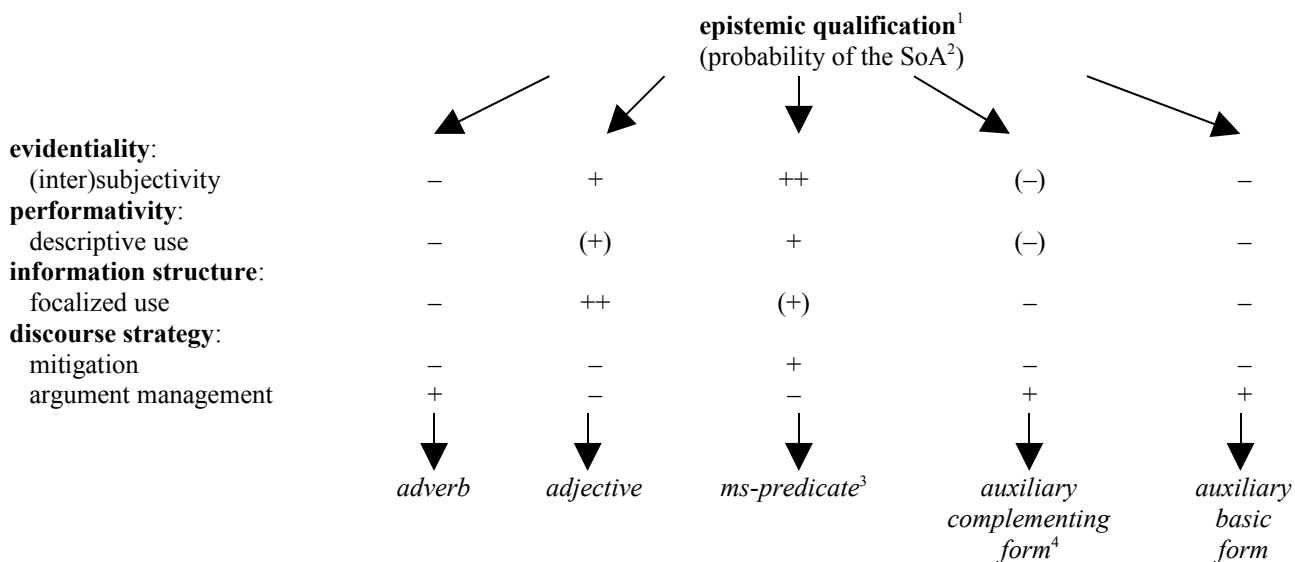 epistemic qualification¹
(probability of the SoA²)
evidentiality:
(inter)subjectivity – + ++ (–) –
performativity:
descriptive use – (+) + (–) –
information structure:
focalized use – ++ (+) – –
discourse strategy:
mitigation – – + – –
argument management + – – + +
adverb adjective ms-predicate³ auxiliary auxiliary
complementing basic
form⁴ form